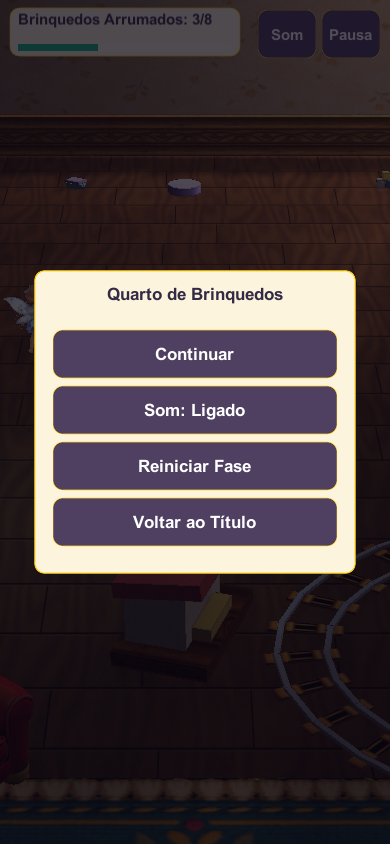 Brinquedos Arrumados: 3/8
Som
Pausa
Quarto de Brinquedos
Continuar
Som: Ligado
Reiniciar Fase
Voltar ao Título